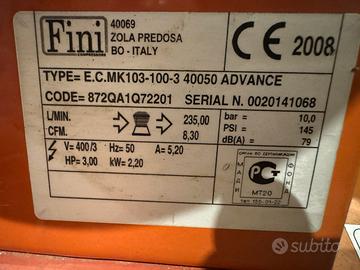 Fini
COMPRESSORS
40069
ZOLA PREDOSA
BO - ITALY
CE 2008
TYPE= E.C.MK103-100-3 40050 ADVANCE
CODE= 872QA1Q72201 SERIAL N. 0020141068
L/MIN. 235,00
CFM. 8,30
bar = 10,0
PSI = 145
dB(A) = 79
V= 400/3 Hz= 50 A= 5,20
HP= 3,00 kW= 2,20
МТ20
subito